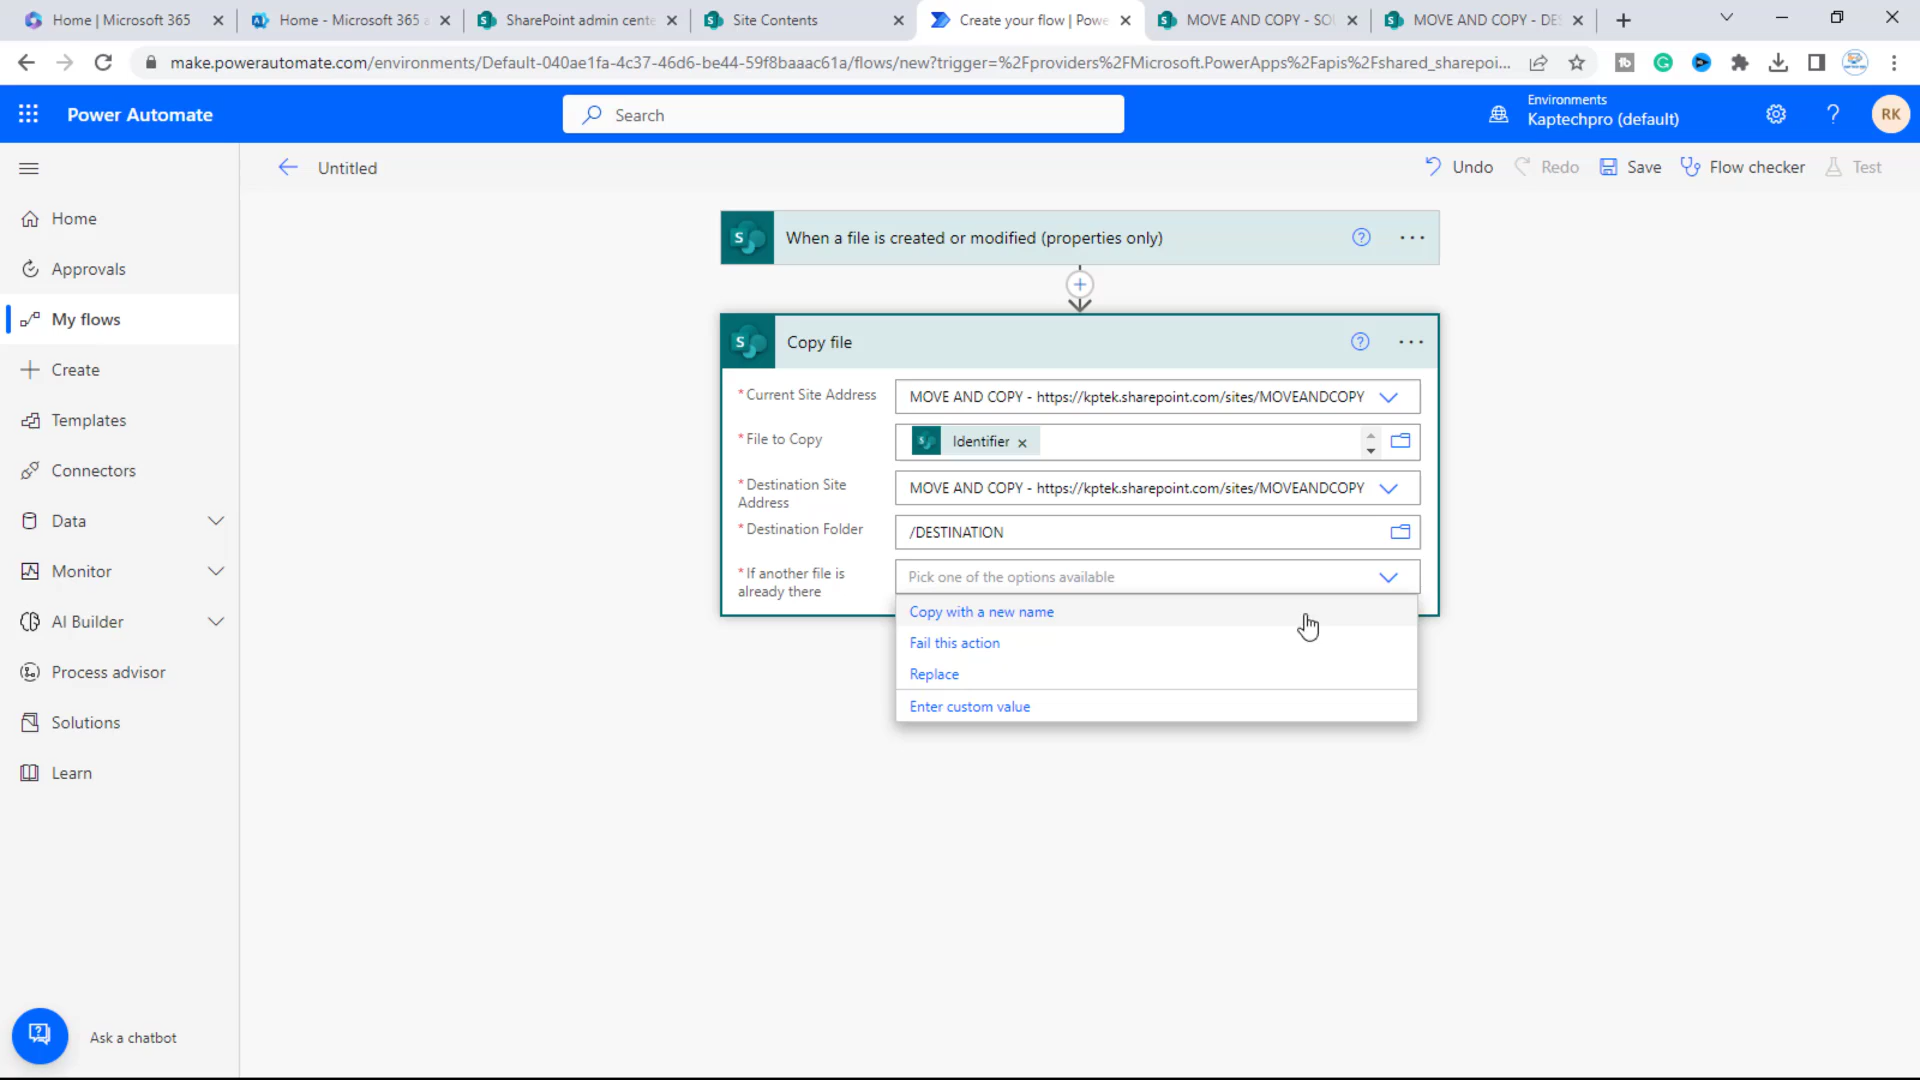 Home | Microsoft 365
Home - Microsoft 365 a
SharePoint admin cente
Site Contents
Create your flow | Powe
MOVE AND COPY - SOU
MOVE AND COPY - DES
make.powerautomate.com/environments/Default-040ae1fa-4c37-46d6-be44-59f8baaac61a/flows/new?trigger=%2Fproviders%2FMicrosoft.PowerApps%2Fapis%2Fshared_sharepoi...
Power Automate
Search
Environments
Kaptechpro (default)
RK
Untitled
Undo
Redo
Save
Flow checker
Test
Home
Approvals
My flows
Create
Templates
Connectors
Data
Monitor
AI Builder
Process advisor
Solutions
Learn
Ask a chatbot
When a file is created or modified (properties only)
Copy file
* Current Site Address
MOVE AND COPY - https://kptek.sharepoint.com/sites/MOVEANDCOPY
* File to Copy
Identifier
* Destination Site
Address
MOVE AND COPY - https://kptek.sharepoint.com/sites/MOVEANDCOPY
* Destination Folder
/DESTINATION
* If another file is
already there
Pick one of the options available
Copy with a new name
Fail this action
Replace
Enter custom value